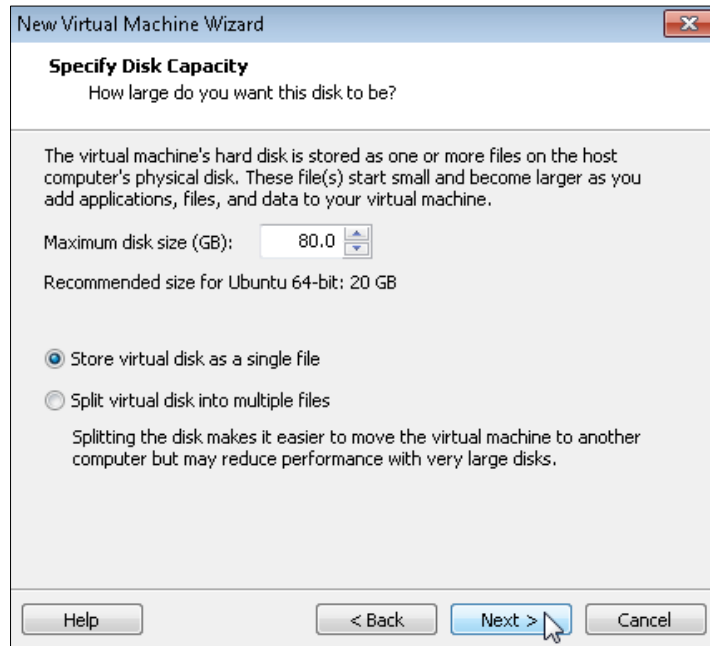 New Virtual Machine Wizard
Specify Disk Capacity
How large do you want this disk to be?
The virtual machine's hard disk is stored as one or more files on the host
computer's physical disk. These file(s) start small and become larger as you
add applications, files, and data to your virtual machine.
Maximum disk size (GB): 80.0
Recommended size for Ubuntu 64-bit: 20 GB
Store virtual disk as a single file
Split virtual disk into multiple files
Splitting the disk makes it easier to move the virtual machine to another
computer but may reduce performance with very large disks.
Help < Back Next > Cancel